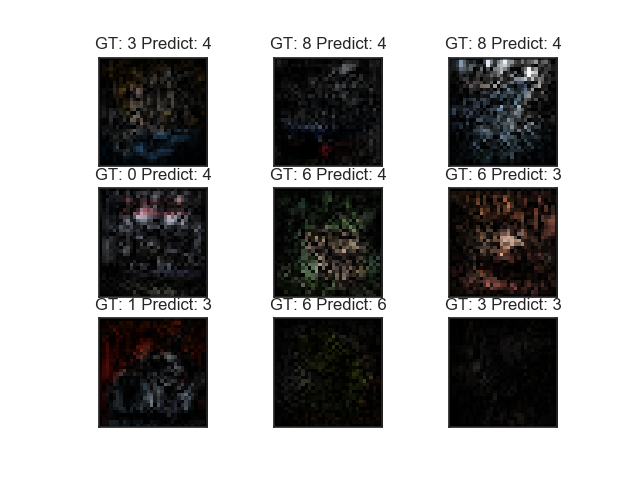 GT: 3 Predict: 4
GT: 8 Predict: 4
GT: 8 Predict: 4
GT: 0 Predict: 4
GT: 6 Predict: 4
GT: 6 Predict: 3
GT: 1 Predict: 3
GT: 6 Predict: 6
GT: 3 Predict: 3